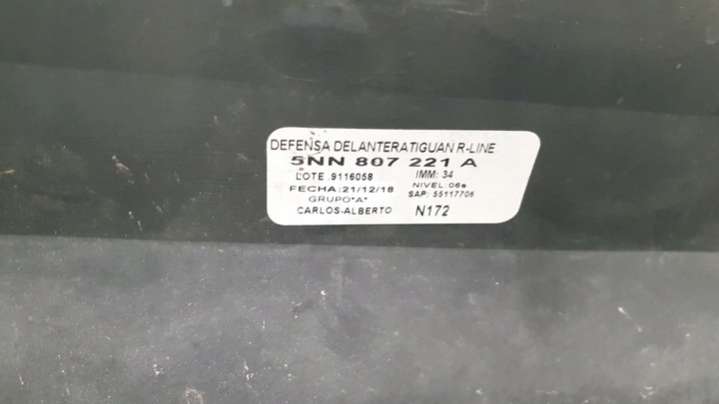 DEFENSA DELANTERATIGUAN R-LINE
5NN 807 221 A
LOTE :9116058 IMM: 34
FECHA:21/12/18 NIVEL:06e
GRUPO"A" SAP: 55117706
CARLOS-ALBERTO N172